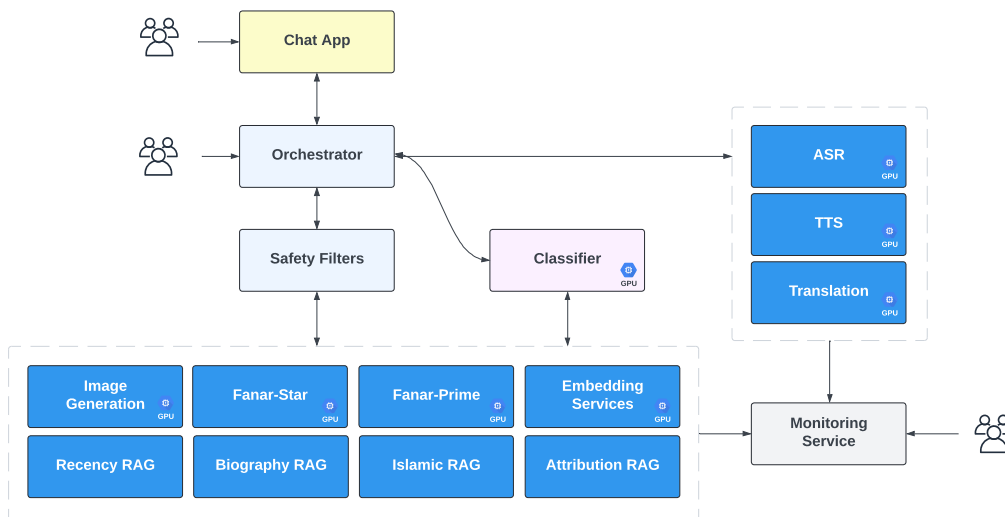 Chat App
Orchestrator
ASR
GPU
TTS
GPU
Safety Filters
Classifier
GPU
Translation
GPU
Image
Generation
GPU
Fanar-Star
GPU
Fanar-Prime
GPU
Embedding
Services
GPU
Monitoring
Service
Recency RAG
Biography RAG
Islamic RAG
Attribution RAG